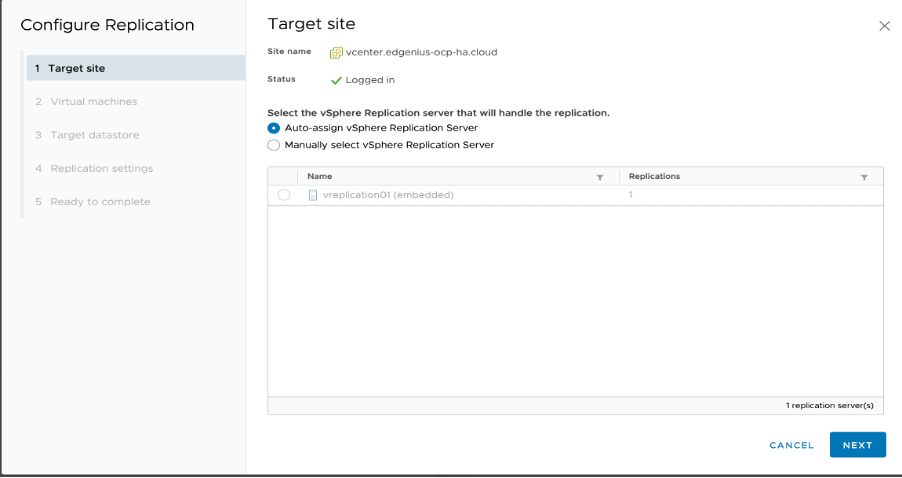 Configure Replication
1 Target site
2 Virtual machines
3 Target datastore
4 Replication settings
5 Ready to complete
Target site
Site name vcenter.edgenius-ocp-ha.cloud
Status Logged in
Select the vSphere Replication server that will handle the replication.
Auto-assign vSphere Replication Server
Manually select vSphere Replication Server
Name Replications
vreplication01 (embedded) 1
1 replication server(s)
CANCEL NEXT